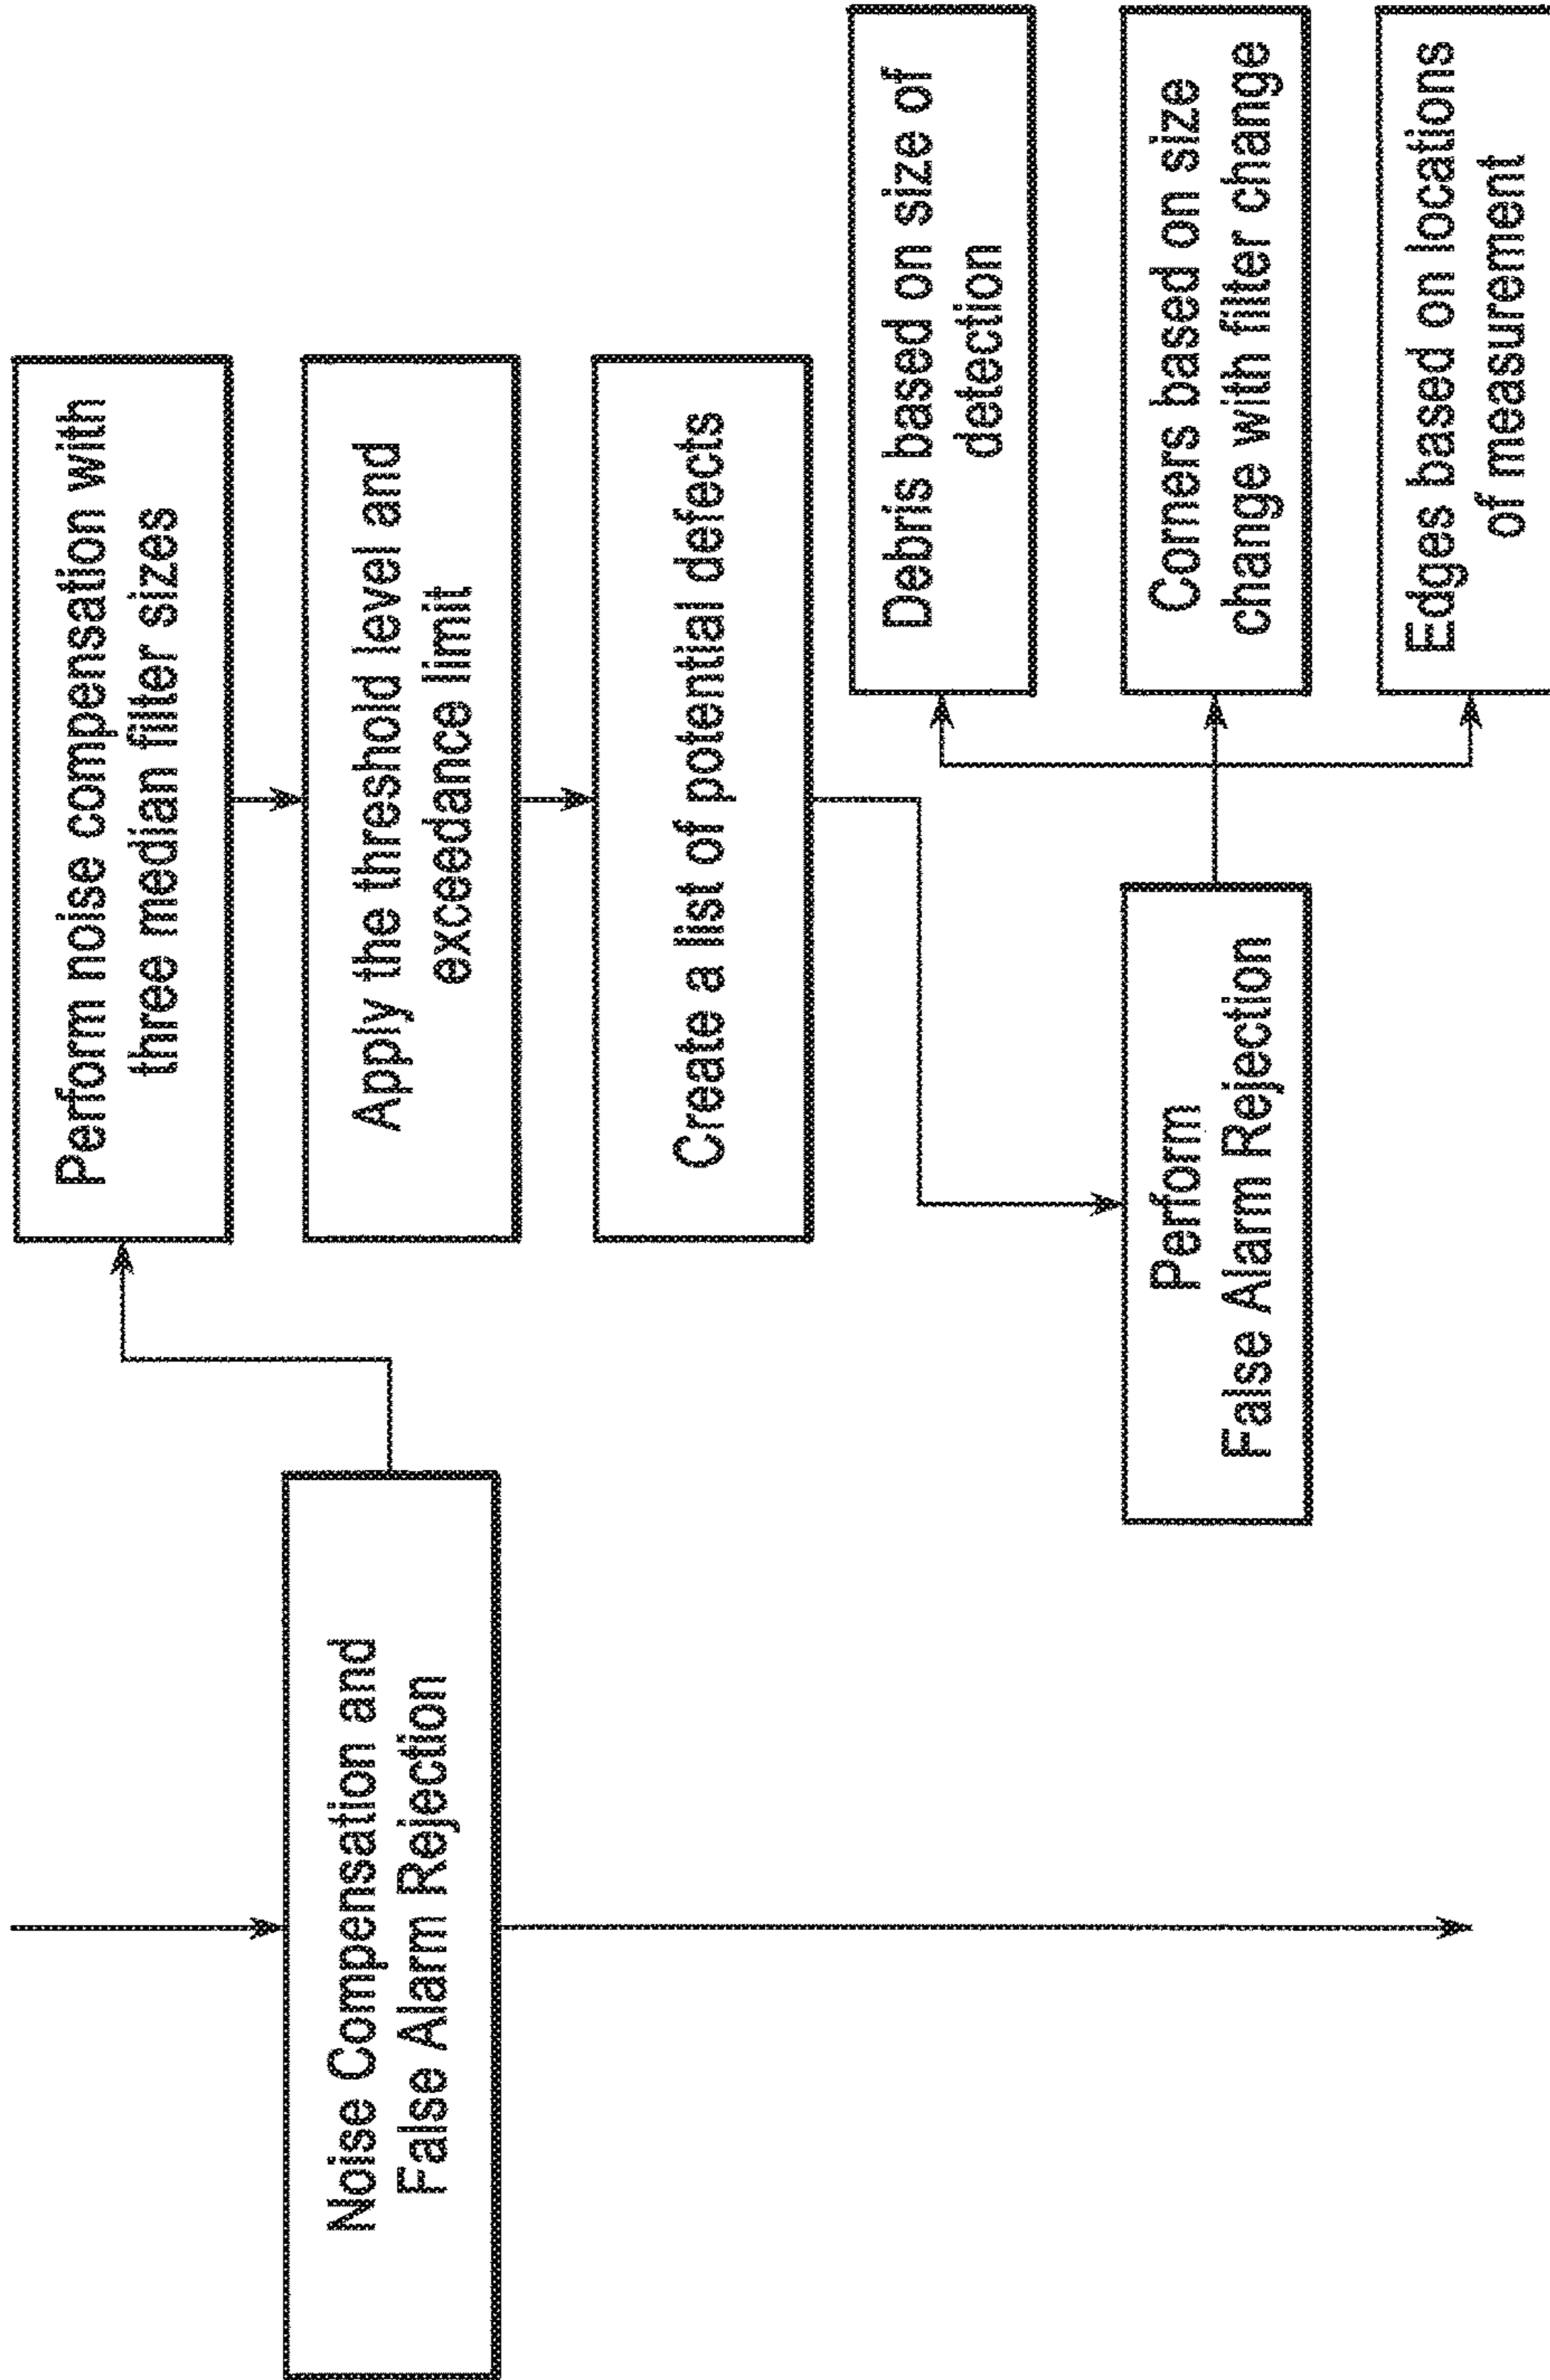 Noise Compensation and
False Alarm Rejection
Perform noise compensation with
three median filter sizes
Apply the threshold level and
exceedance limit
Create a list of potential defects
Perform
False Alarm Rejection
Debris based on size of
detection
Corners based on size
change with filter change
Edges based on locations
of measurement